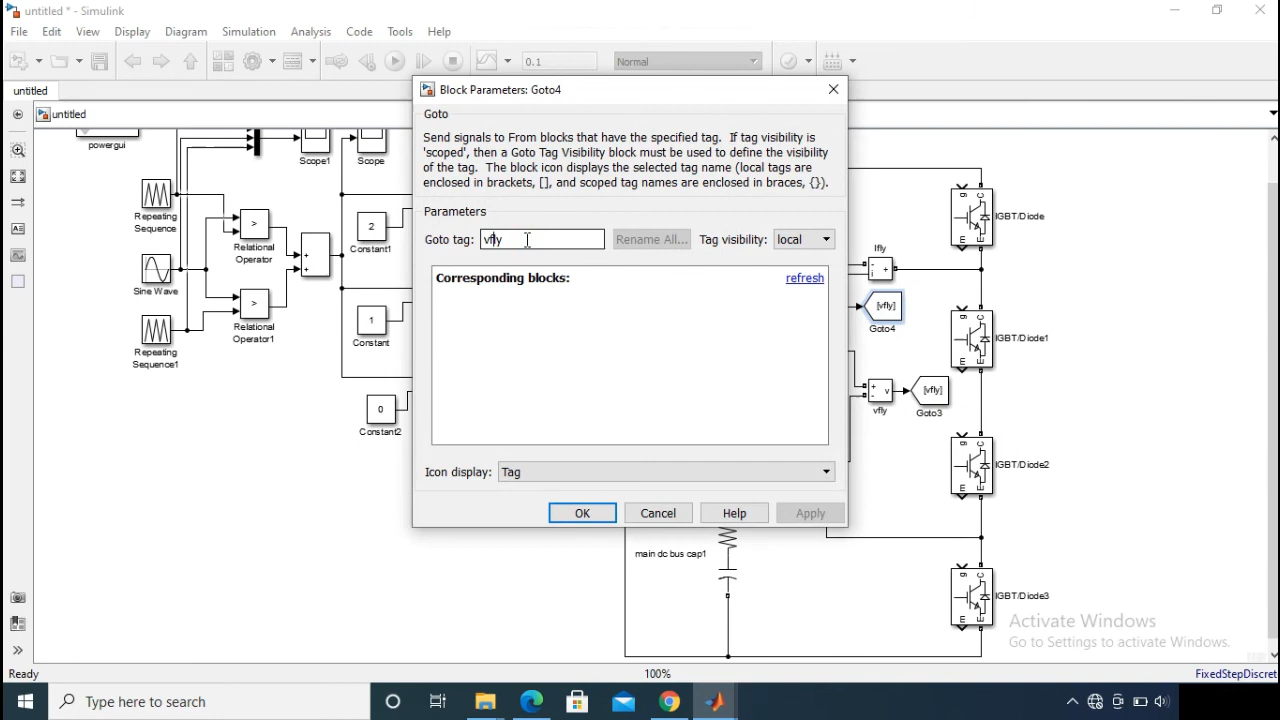 untitled * - Simulink
File Edit View Display Diagram Simulation Analysis Code Tools Help
0.1 Normal
untitled
untitled
powergui
Scope1
Scope
Repeating
Sequence
>
Relational
Operator
+
+
2
Constant1
Sine Wave
>
Relational
Operator1
1
Constant
Repeating
Sequence1
0
Constant2
Block Parameters: Goto4
Goto
Send signals to From blocks that have the specified tag. If tag visibility is
'scoped', then a Goto Tag Visibility block must be used to define the visibility
of the tag. The block icon displays the selected tag name (local tags are
enclosed in brackets, [], and scoped tag names are enclosed in braces, {}).
Parameters
Goto tag: vfly Rename All... Tag visibility: local
Corresponding blocks: refresh
Icon display: Tag
OK Cancel Help Apply
g C
m E
IGBT/Diode
Ifly
+
-
i
[vfly]
Goto4
g C
m E
IGBT/Diode1
+
-
v
vfly
[vfly]
Goto3
g C
m E
IGBT/Diode2
main dc bus cap1
g C
m E
IGBT/Diode3
Activate Windows
Go to Settings to activate Windows.
Ready 100% FixedStepDiscret
Type here to search